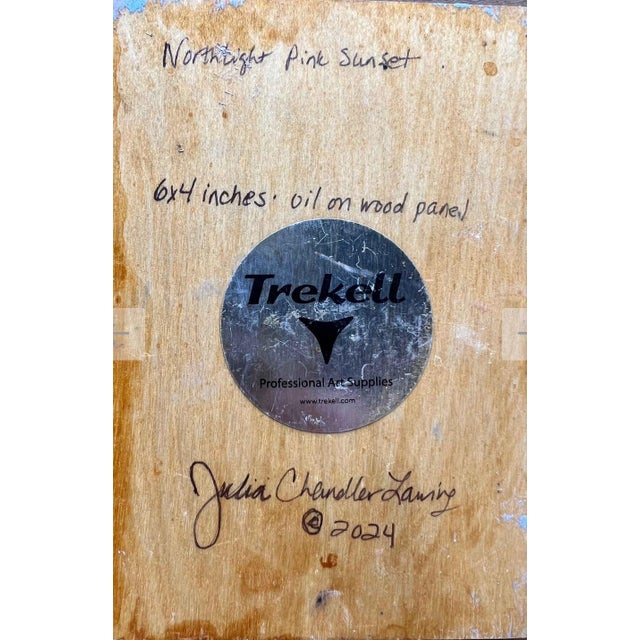 Northlight Pink Sunset
6x4 inches. oil on wood panel
Trekell
Professional Art Supplies
www.trekell.com
Julia Chandler Lawing
© 2024